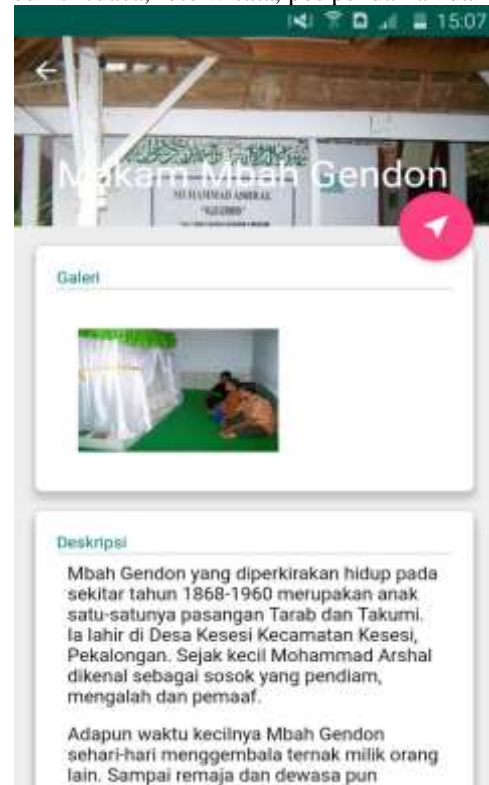 15:07
Makam Mbah Gendon
Galeri
Deskripsi
Mbah Gendon yang diperkirakan hidup pada
sekitar tahun 1868-1960 merupakan anak
satu-satunya pasangan Tarab dan Takumi.
Ia lahir di Desa Kesesi Kecamatan Kesesi,
Pekalongan. Sejak kecil Mohammad Arshal
dikenal sebagai sosok yang pendiam,
mengalah dan pemaaf.
Adapun waktu kecilnya Mbah Gendon
sehari-hari menggembala ternak milik orang
lain. Sampai remaja dan dewasa pun